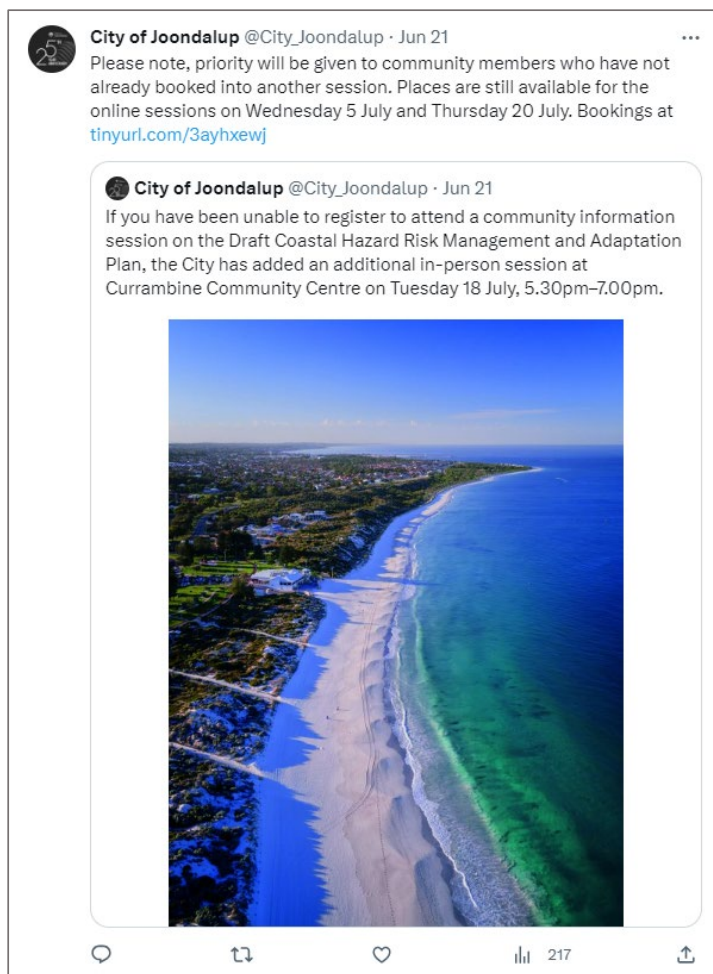 City of Joondalup @City_Joondalup · Jun 21
Please note, priority will be given to community members who have not
already booked into another session. Places are still available for the
online sessions on Wednesday 5 July and Thursday 20 July. Bookings at
tinyurl.com/3ayhxewj
City of Joondalup @City_Joondalup · Jun 21
If you have been unable to register to attend a community information
session on the Draft Coastal Hazard Risk Management and Adaptation
Plan, the City has added an additional in-person session at
Currambine Community Centre on Tuesday 18 July, 5.30pm–7.00pm.
217